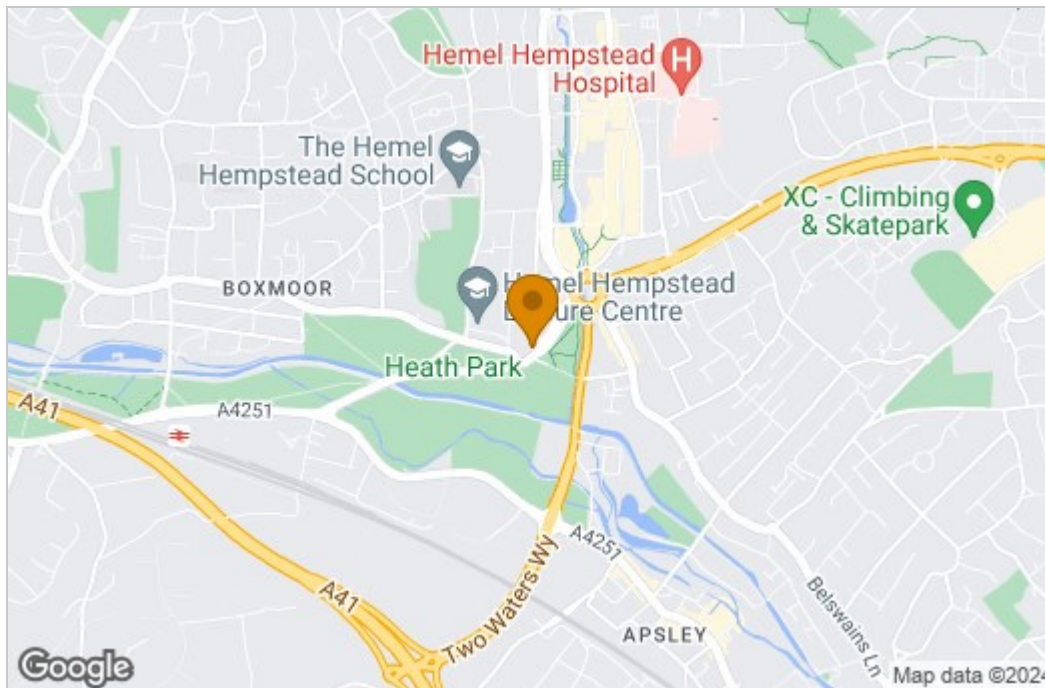 Hemel Hempstead
Hospital
The Hemel
Hempstead School
XC - Climbing
& Skatepark
BOXMOOR
Hempstead
Centre
Heath Park
A41
A4251
A4251
A41
Two Waters Wy
Belswains Ln
APSLEY
Google
Map data ©2024